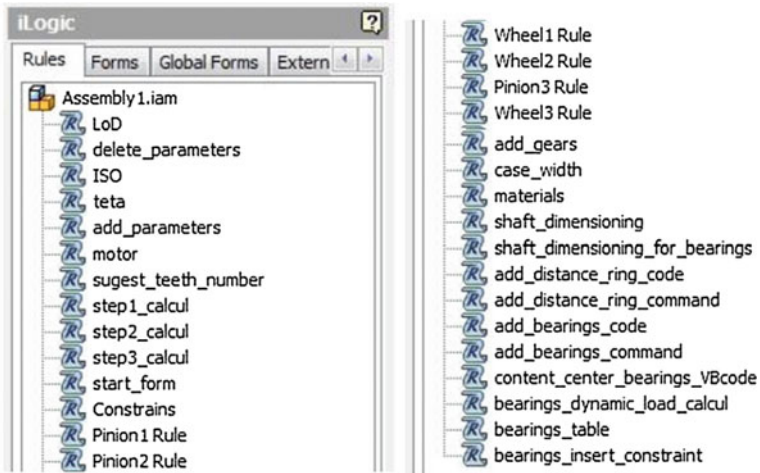 iLogic
?
Rules Forms Global Forms Extern
Assembly1.iam
LoD
delete_parameters
ISO
teta
add_parameters
motor
sugest_teeth_number
step1_calcul
step2_calcul
step3_calcul
start_form
Constrains
Pinion1 Rule
Pinion2 Rule
Wheel1 Rule
Wheel2 Rule
Pinion3 Rule
Wheel3 Rule
add_gears
case_width
materials
shaft_dimensioning
shaft_dimensioning_for_bearings
add_distance_ring_code
add_distance_ring_command
add_bearings_code
add_bearings_command
content_center_bearings_VBcode
bearings_dynamic_load_calcul
bearings_table
bearings_insert_constraint